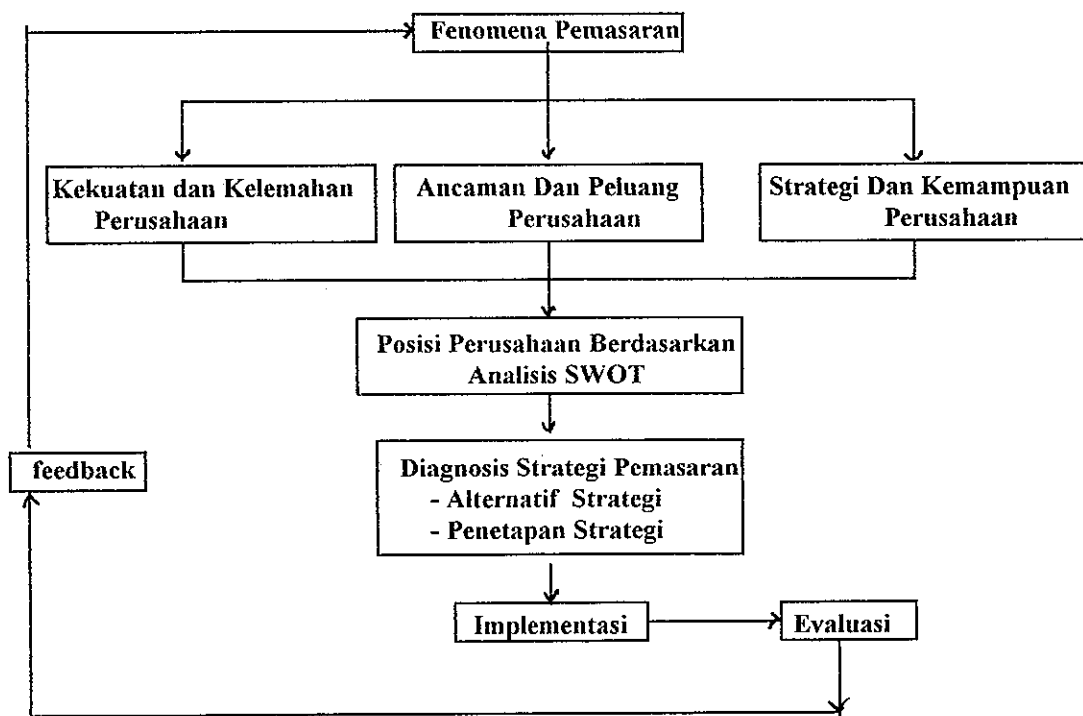 Fenomena Pemasaran
Kekuatan dan Kelemahan
Perusahaan
Ancaman Dan Peluang
Perusahaan
Strategi Dan Kemampuan
Perusahaan
Posisi Perusahaan Berdasarkan
Analisis SWOT
feedback
Diagnosis Strategi Pemasaran
- Alternatif Strategi
- Penetapan Strategi
Implementasi
Evaluasi